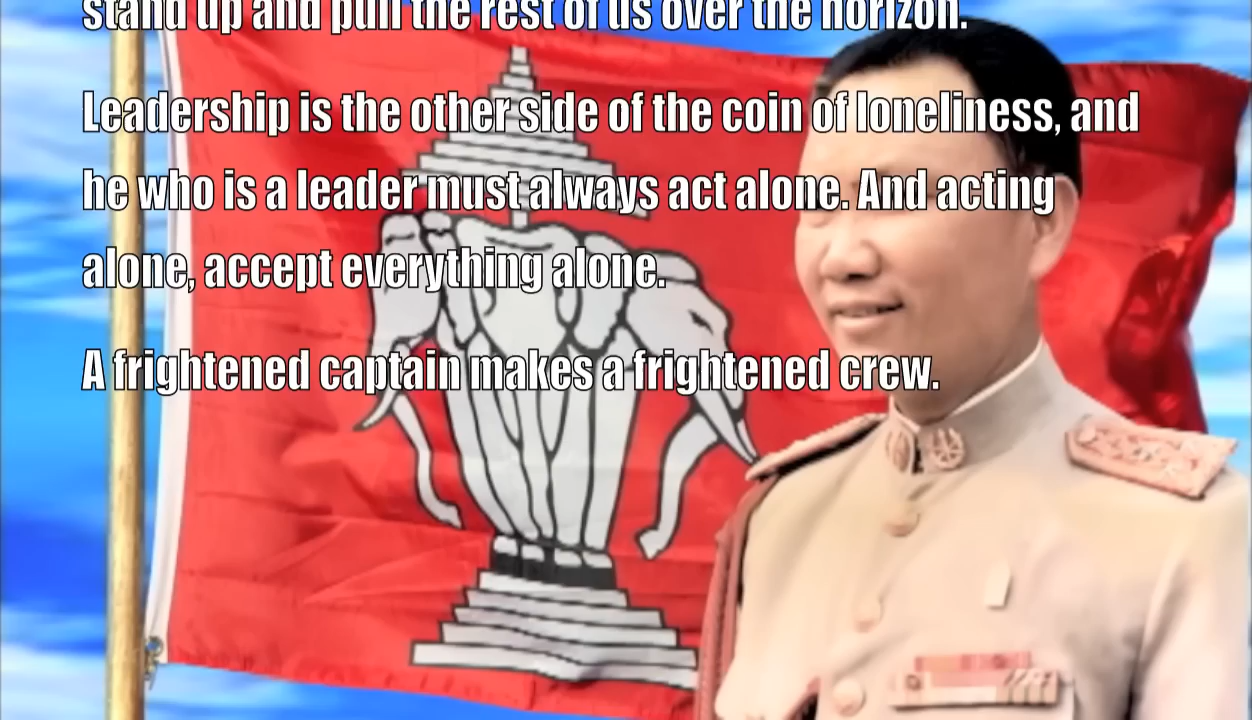 stand up and pull the rest of us over the horizon.
Leadership is the other side of the coin of loneliness, and
he who is a leader must always act alone. And acting
alone, accept everything alone.
A frightened captain makes a frightened crew.